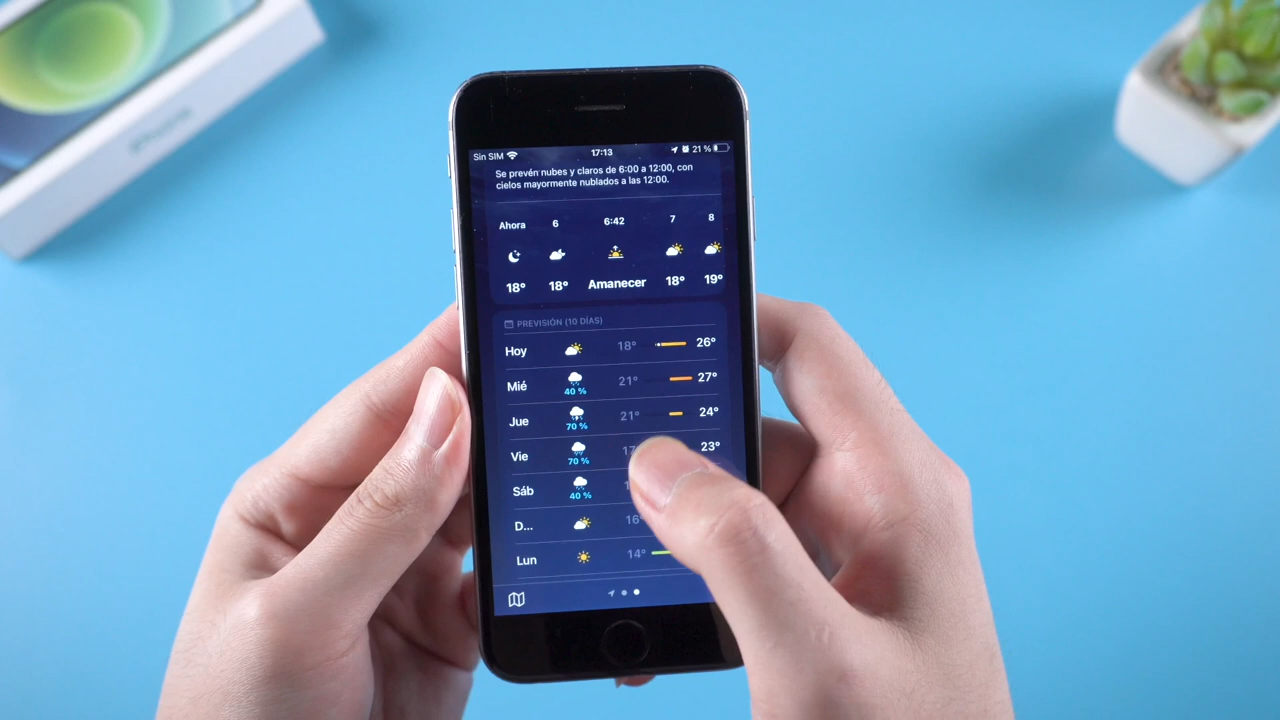 iPhone
Sin SIM 17:13 21 %
Se prevén nubes y claros de 6:00 a 12:00, con
cielos mayormente nublados a las 12:00.
Ahora 6 6:42 7 8
18° 18° Amanecer 18° 19°
PREVISIÓN (10 DÍAS)
Hoy 18° 26°
Mié 40 % 21° 27°
Jue 70 % 21° 24°
Vie 70 % 23°
Sáb 40 %
D... 16°
Lun 14°